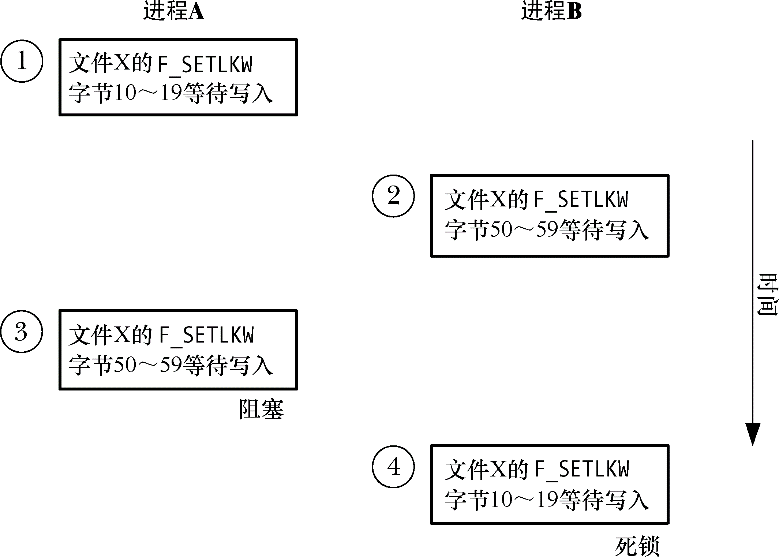 进程A
进程B
1
文件X的 F_SETLKW
字节10～19等待写入
2
文件X的 F_SETLKW
字节50～59等待写入
3
文件X的 F_SETLKW
字节50～59等待写入
阻塞
4
文件X的 F_SETLKW
字节10～19等待写入
死锁
时间